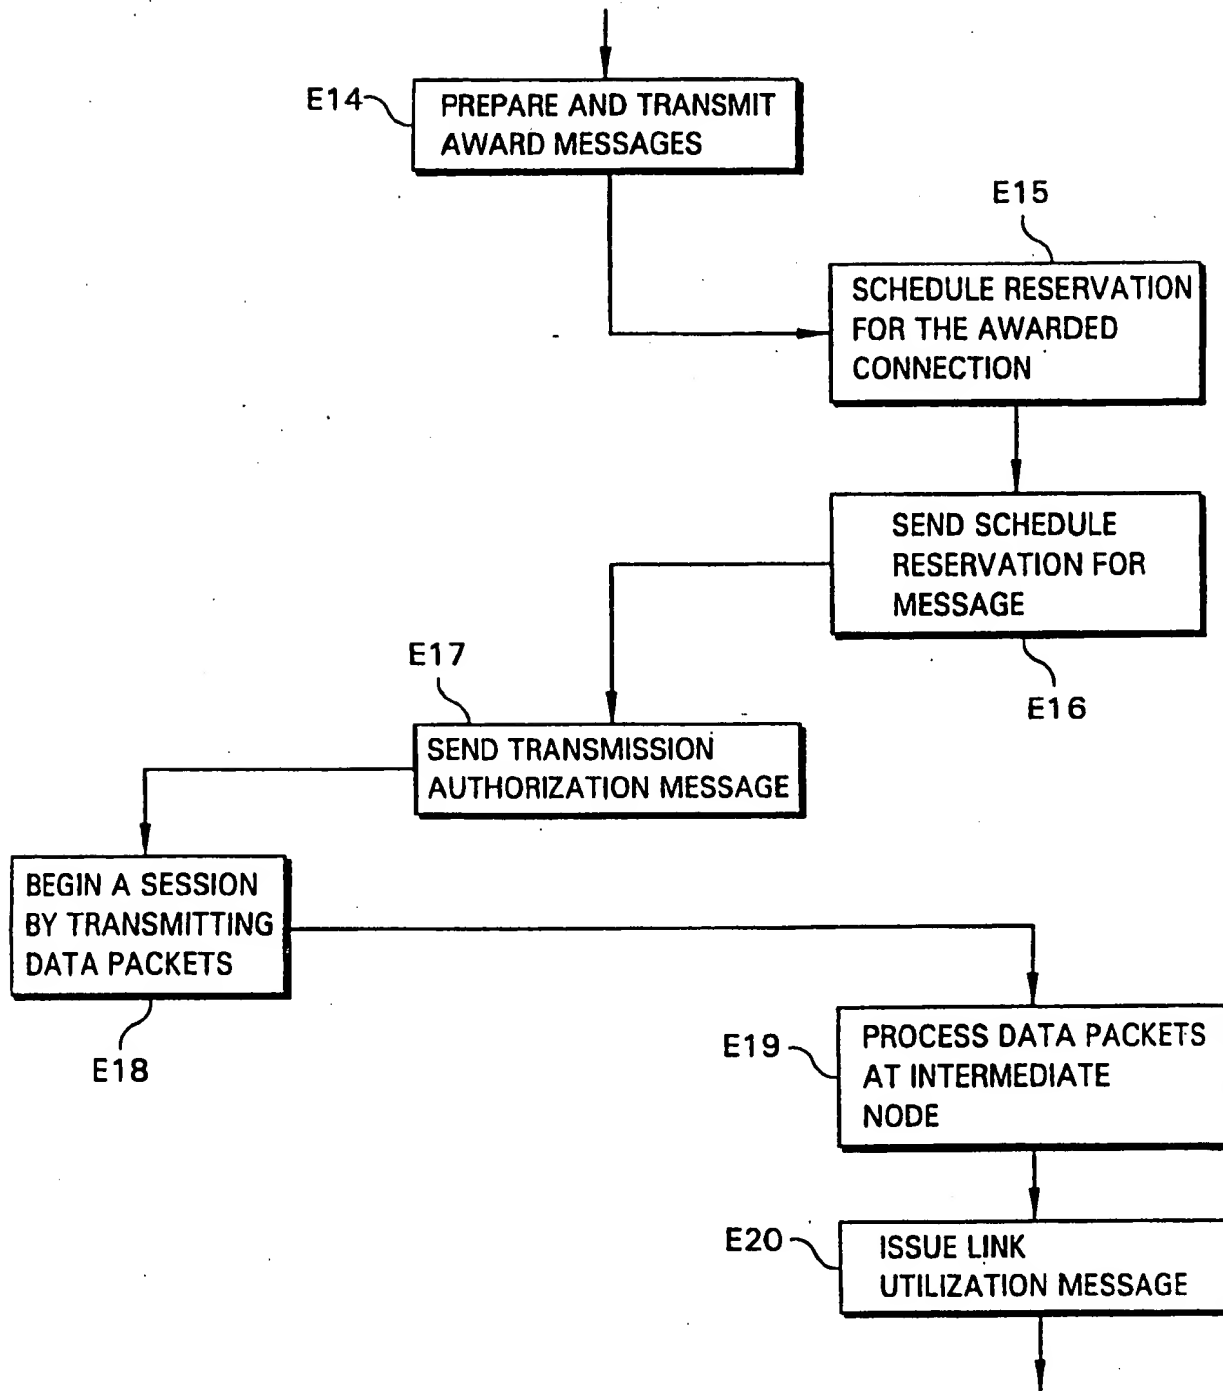 E14
PREPARE AND TRANSMIT
AWARD MESSAGES
E15
SCHEDULE RESERVATION
FOR THE AWARDED
CONNECTION
SEND SCHEDULE
RESERVATION FOR
MESSAGE
E16
E17
SEND TRANSMISSION
AUTHORIZATION MESSAGE
BEGIN A SESSION
BY TRANSMITTING
DATA PACKETS
E18
E19
PROCESS DATA PACKETS
AT INTERMEDIATE
NODE
E20
ISSUE LINK
UTILIZATION MESSAGE